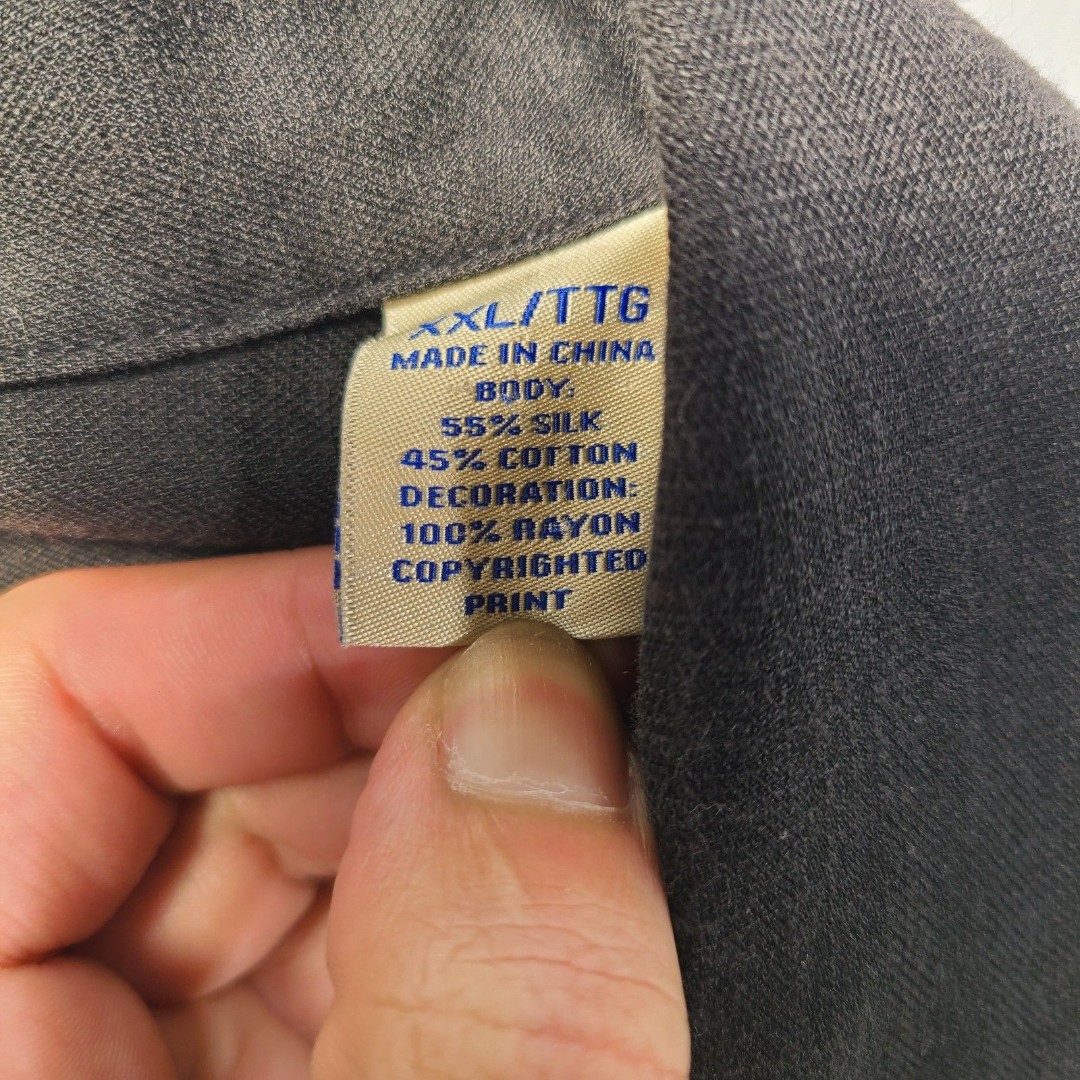 XXL/TTG
MADE IN CHINA
BODY:
55% SILK
45% COTTON
DECORATION:
100% RAYON
COPYRIGHTED
PRINT